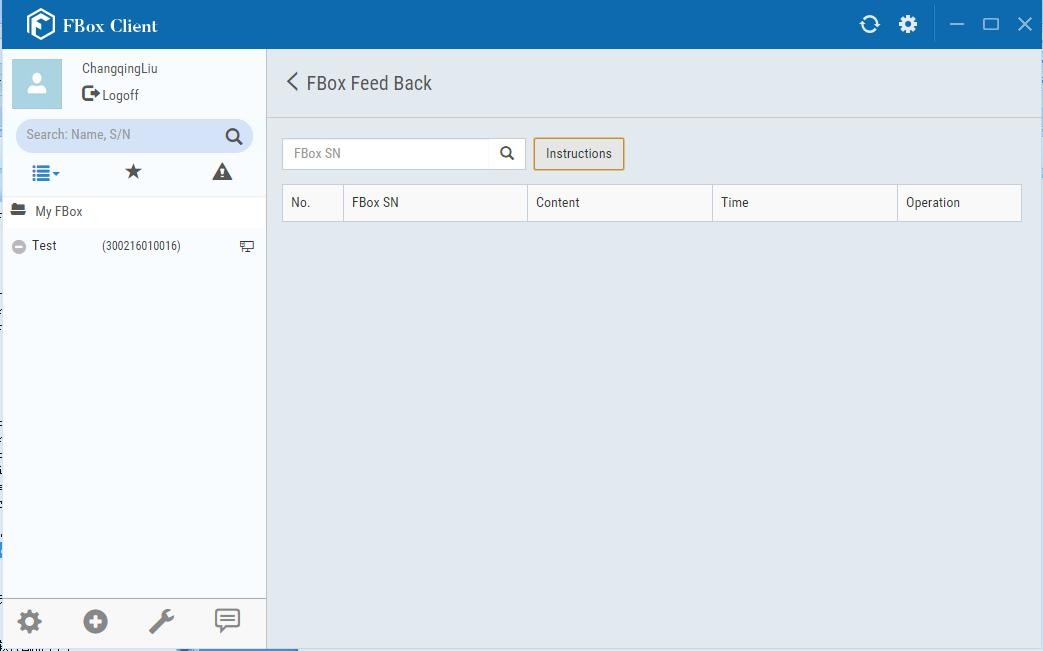 FBox Client
ChangqingLiu
Logoff
Search: Name, S/N
My FBox
Test (300216010016)
FBox Feed Back
FBox SN
Instructions
No. FBox SN Content Time Operation